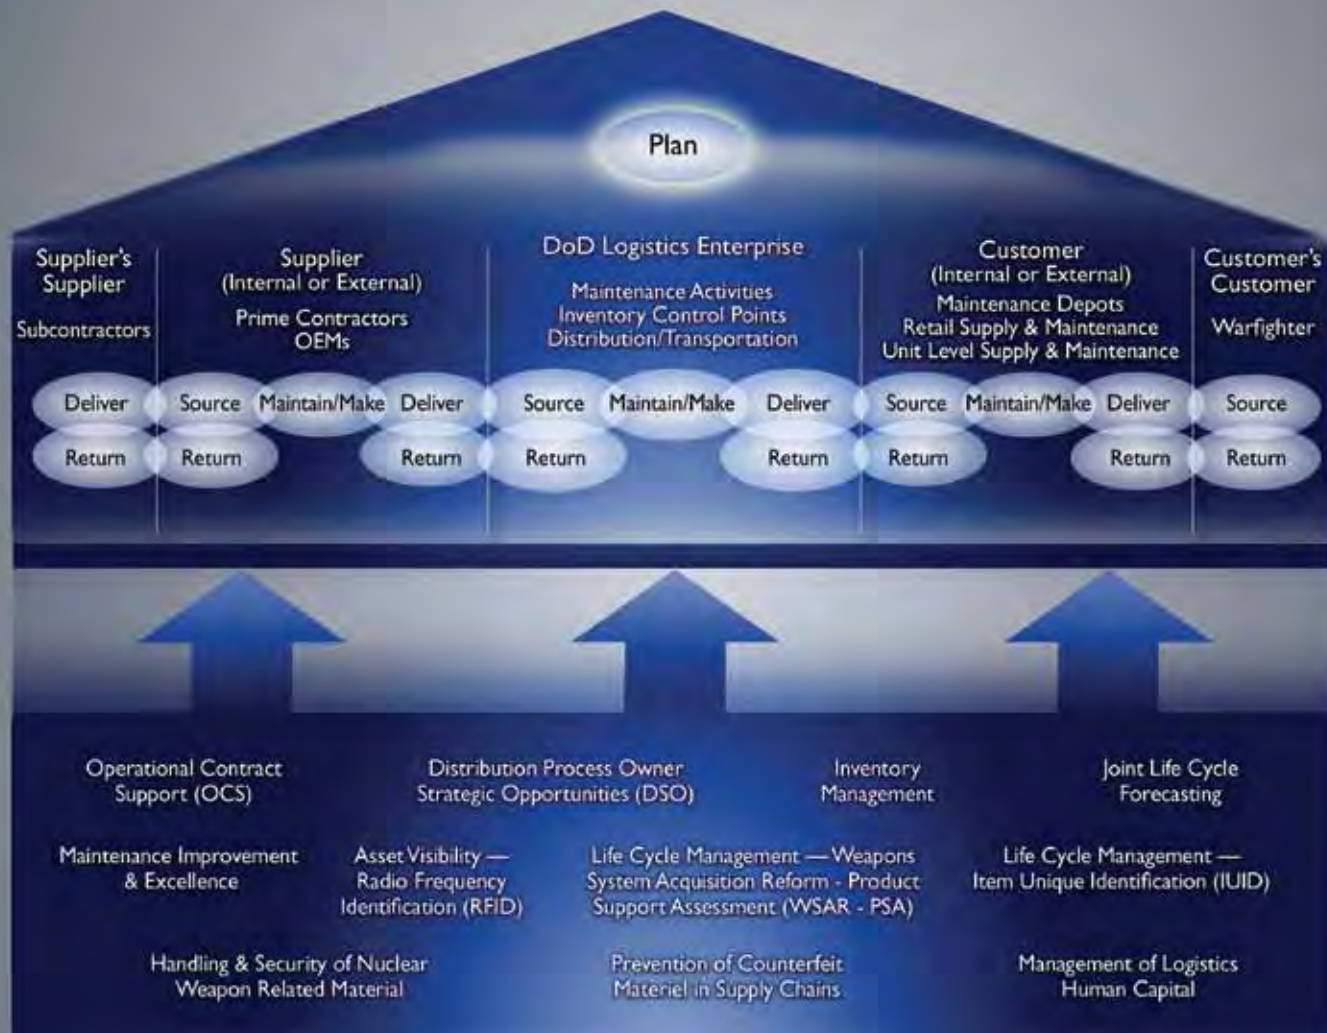 Plan
Supplier's
Supplier
Subcontractors
Supplier
(Internal or External)
Prime Contractors
OEMs
DoD Logistics Enterprise
Maintenance Activities
Inventory Control Points
Distribution/Transportation
Customer
(Internal or External)
Maintenance Depots
Retail Supply & Maintenance
Unit Level Supply & Maintenance
Customer's
Customer
Warfighter
Deliver Source Maintain/Make Deliver Source Maintain/Make Deliver Source Maintain/Make Deliver Source
Return Return Return Return Return Return Return Return
Operational Contract
Support (OCS)
Distribution Process Owner
Strategic Opportunities (DSO)
Inventory
Management
Joint Life Cycle
Forecasting
Maintenance Improvement
& Excellence
Asset Visibility —
Radio Frequency
Identification (RFID)
Life Cycle Management — Weapons
System Acquisition Reform - Product
Support Assessment (WSAR - PSA)
Life Cycle Management —
Item Unique Identification (IUID)
Handling & Security of Nuclear
Weapon Related Material
Prevention of Counterfeit
Materiel in Supply Chains
Management of Logistics
Human Capital